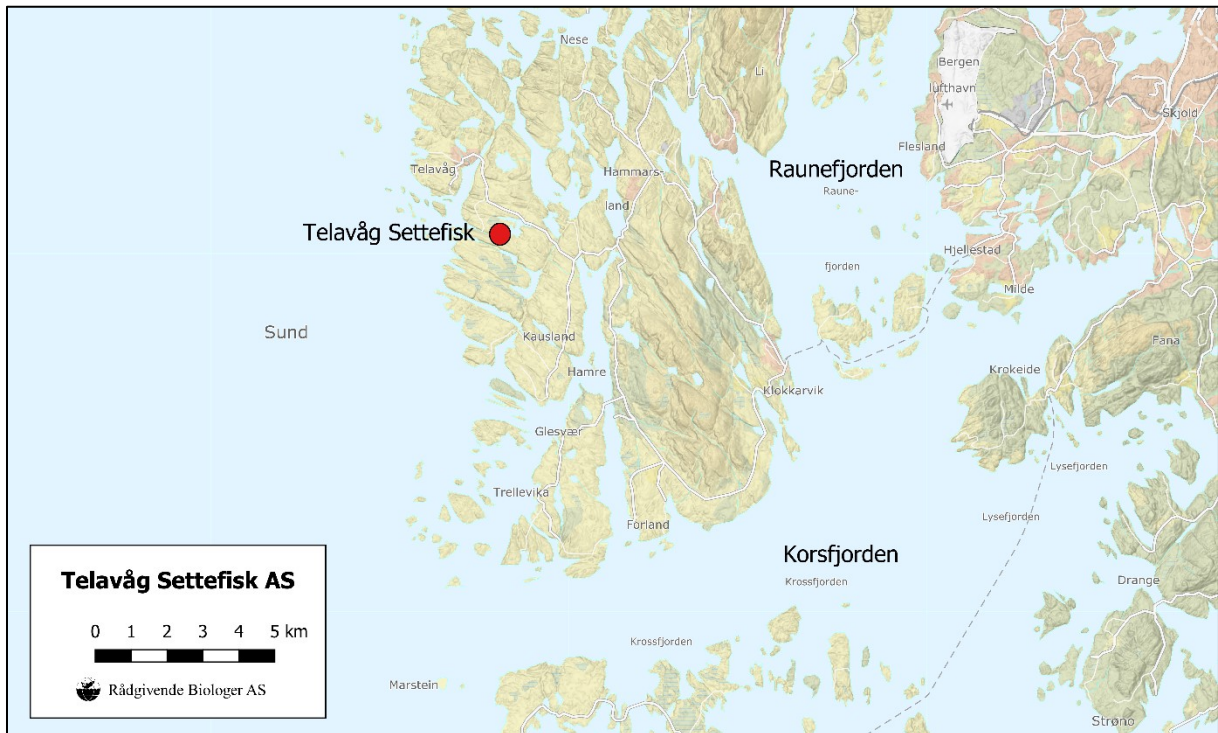 Nese
Li
Bergen
lufthavn
Skjold
Flesland
Telavåg
Hammars-
land
Raunefjorden
Raune-
fjorden
Telavåg Settefisk
Hjellestad
Milde
Sund
Kausland
Hamre
Klokkarvik
Krokeide
Fana
Glesvær
Lysefjorden
Trellevika
Forland
Lysefjorden
Korsfjorden
Krossfjorden
Drange
Krossfjorden
Marstein
Strøno
Telavåg Settefisk AS
0 1 2 3 4 5 km
Rådgivende Biologer AS